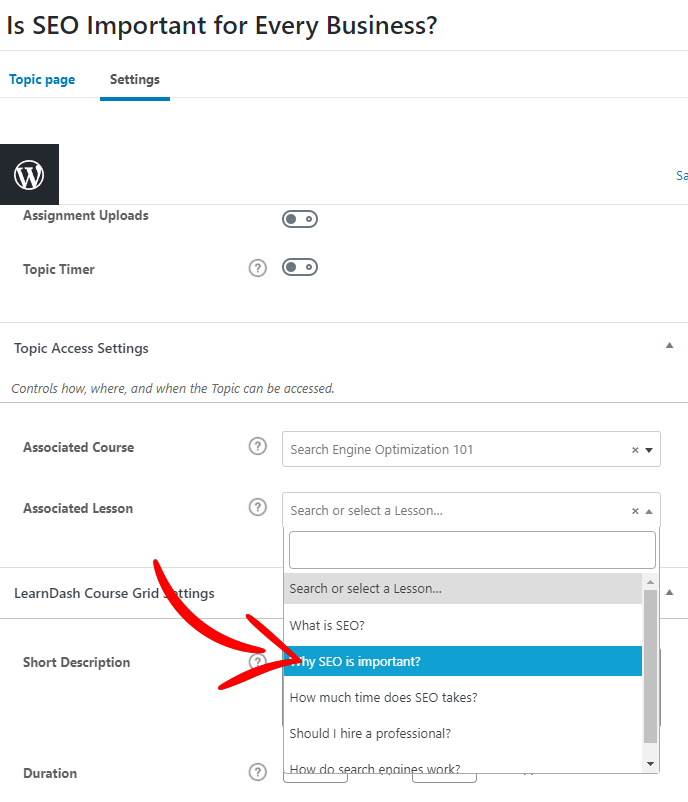 Is SEO Important for Every Business?
Topic page Settings
Sa
Assignment Uploads
Topic Timer ?
Topic Access Settings
Controls how, where, and when the Topic can be accessed.
Associated Course ? Search Engine Optimization 101 ×
Associated Lesson ? Search or select a Lesson... ×
Search or select a Lesson...
What is SEO?
LearnDash Course Grid Settings
Why SEO is important?
Short Description ?
How much time does SEO takes?
Should I hire a professional?
How do search engines work?
Duration ?